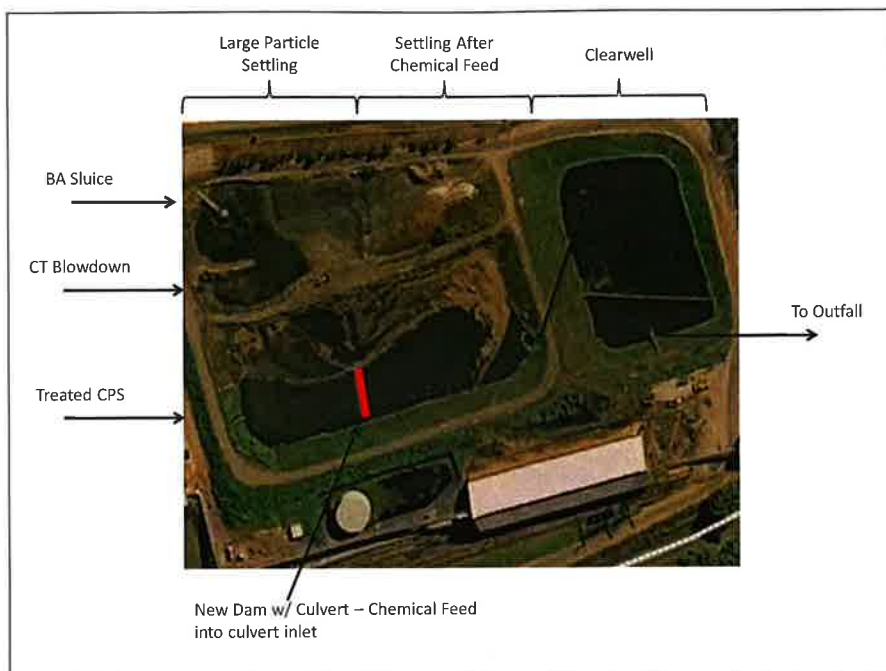 Large Particle
Settling
Settling After
Chemical Feed
Clearwell
BA Sluice
CT Blowdown
To Outfall
Treated CPS
New Dam w/ Culvert – Chemical Feed
into culvert inlet